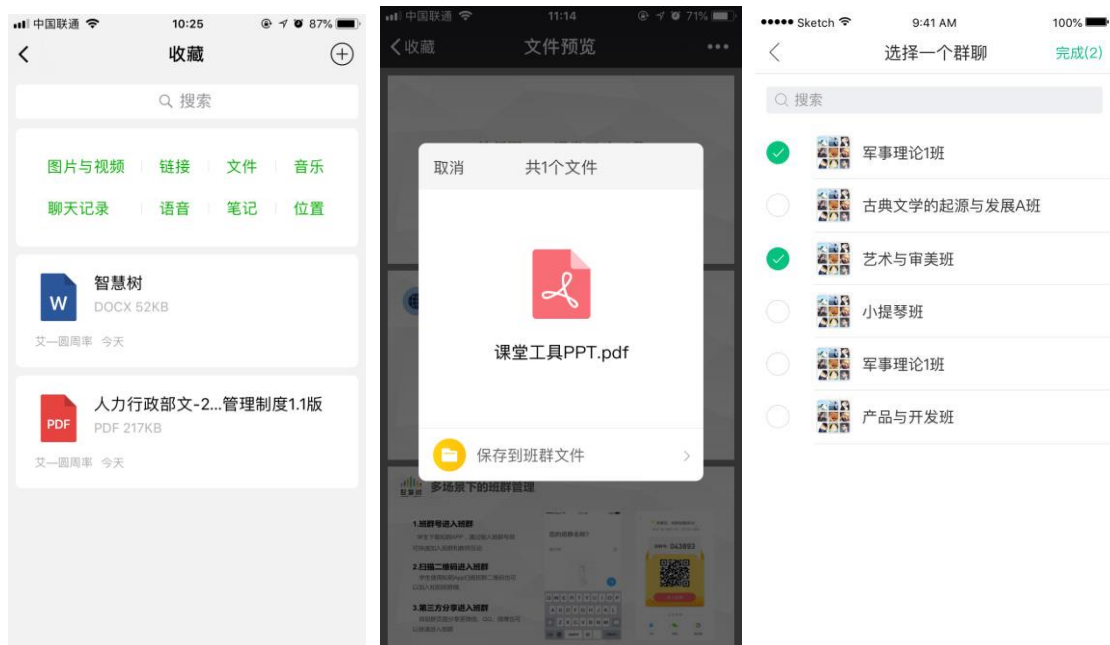 中国联通
10:25
87%
收藏
搜索
图片与视频
链接
文件
音乐
聊天记录
语音
笔记
位置
W
智慧树
DOCX 52KB
艾—圆周率 今天
PDF
人力行政部文-2...管理制度1.1版
PDF 217KB
艾—圆周率 今天
中国联通
11:14
71%
收藏
文件预览
取消
共1个文件
课堂工具PPT.pdf
保存到班群文件
多场景下的班群管理
1.班群号进入班群
2.扫描二维码进入班群
3.第三方分享进入班群
043693
Sketch
9:41 AM
100%
选择一个群聊
完成(2)
搜索
军事理论1班
古典文学的起源与发展A班
艺术与审美班
小提琴班
军事理论1班
产品与开发班